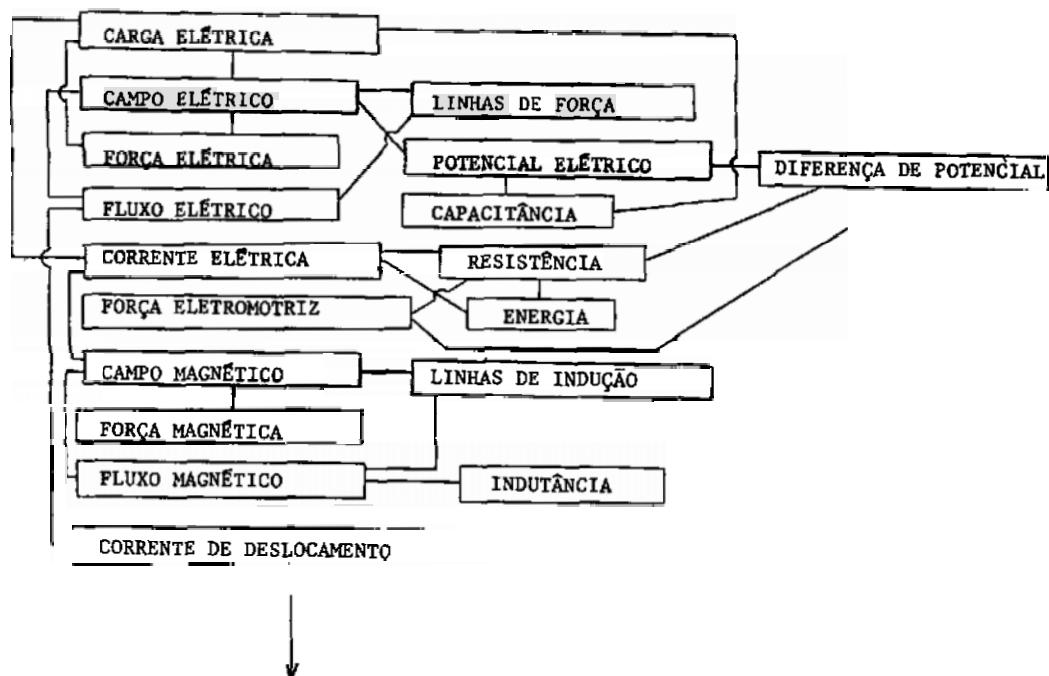 CARGA ELÉTRICA
CAMPO ELÉTRICO
LINHAS DE FORÇA
FORÇA ELÉTRICA
POTENCIAL ELÉTRICO
DIFERENÇA DE POTENCIAL
FLUXO ELÉTRICO
CAPACITÂNCIA
CORRENTE ELÉTRICA
RESISTÊNCIA
FORÇA ELETROMOTRIZ
ENERGIA
CAMPO MAGNÉTICO
LINHAS DE INDUÇÃO
FORÇA MAGNÉTICA
FLUXO MAGNÉTICO
INDUTÂNCIA
CORRENTE DE DESLOCAMENTO